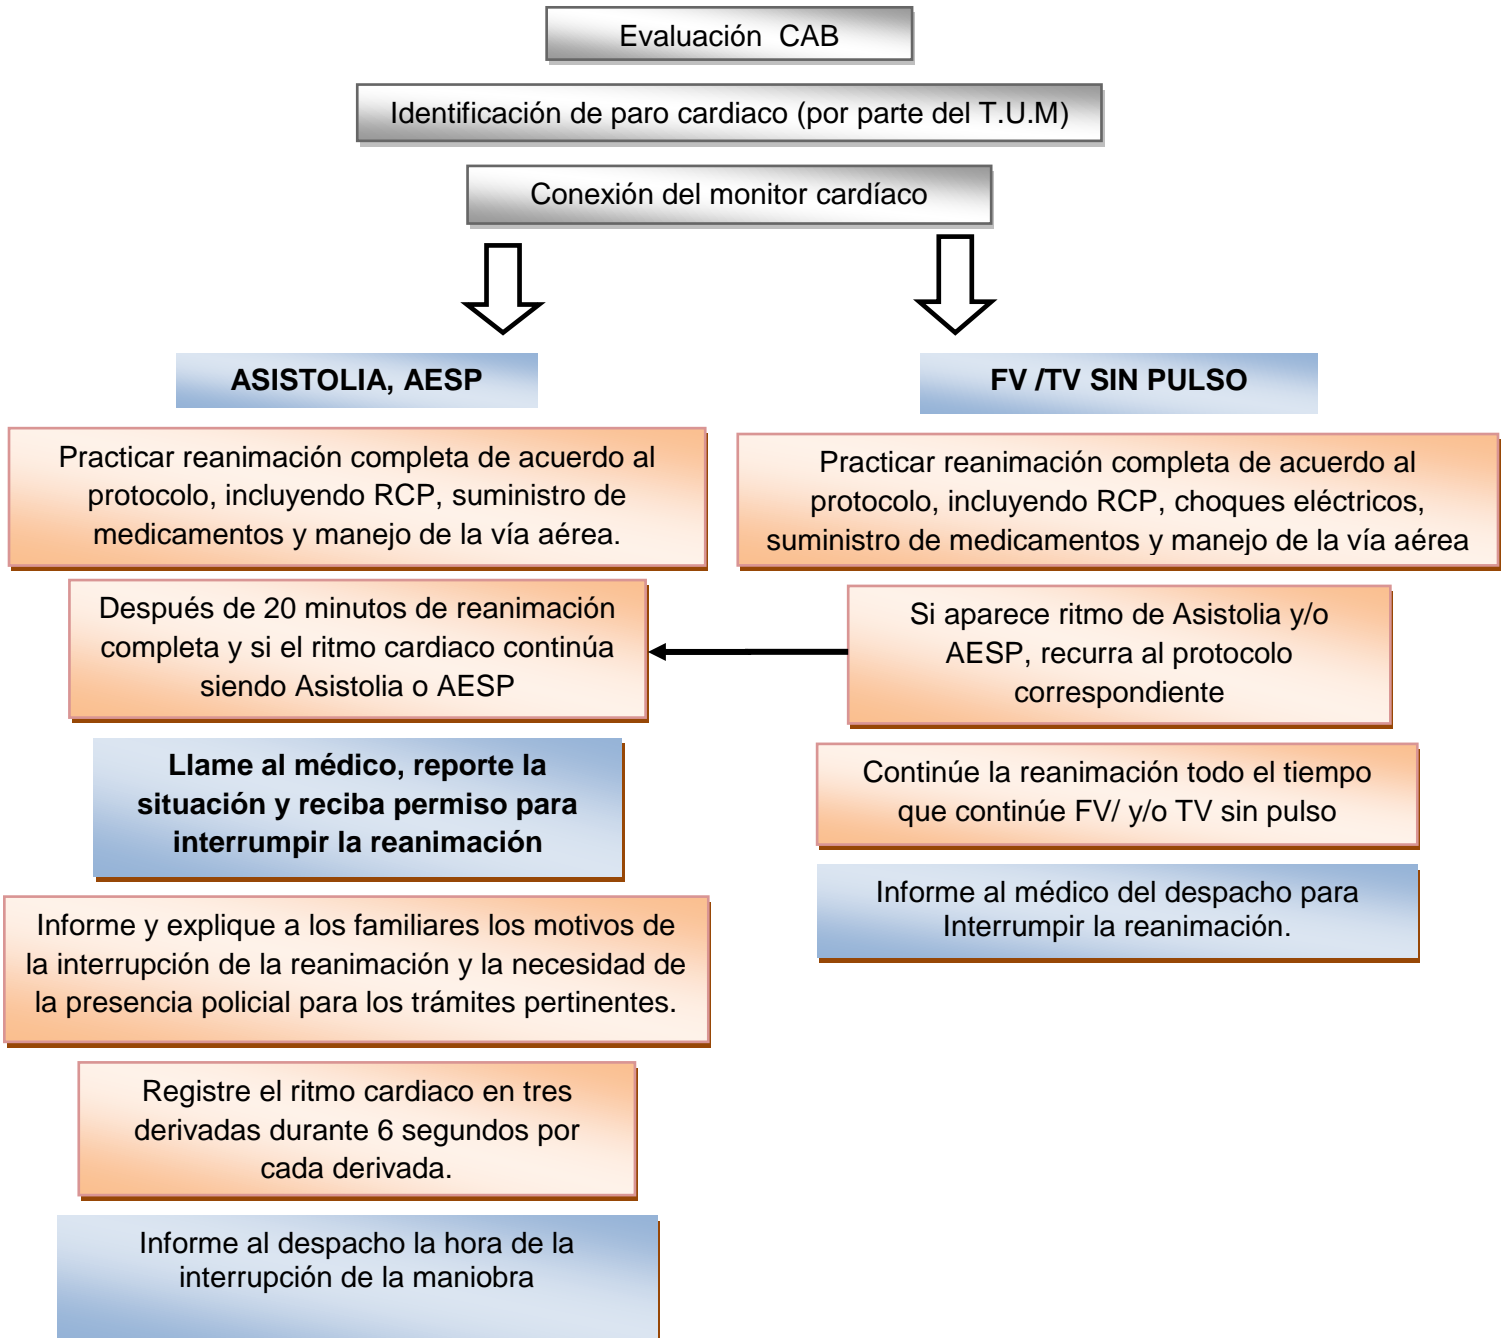 Evaluación  CAB
Identificación de paro cardiaco (por parte del T.U.M)
Conexión del monitor cardíaco
ASISTOLIA, AESP
Practicar reanimación completa de acuerdo al
protocolo, incluyendo RCP, suministro de
medicamentos y manejo de la vía aérea.
Después de 20 minutos de reanimación
completa y si el ritmo cardiaco continúa
siendo Asistolia o AESP
Llame al médico, reporte la
situación y reciba permiso para
interrumpir la reanimación
Informe y explique a los familiares los motivos de
la interrupción de la reanimación y la necesidad de
la presencia policial para los trámites pertinentes.
Registre el ritmo cardiaco en tres
derivadas durante 6 segundos por
cada derivada.
Informe al despacho la hora de la
interrupción de la maniobra
FV /TV SIN PULSO
Practicar reanimación completa de acuerdo al
protocolo, incluyendo RCP, choques eléctricos,
suministro de medicamentos y manejo de la vía aérea
Si aparece ritmo de Asistolia y/o
AESP, recurra al protocolo
correspondiente
Continúe la reanimación todo el tiempo
que continúe FV/ y/o TV sin pulso
Informe al médico del despacho para
Interrumpir la reanimación.